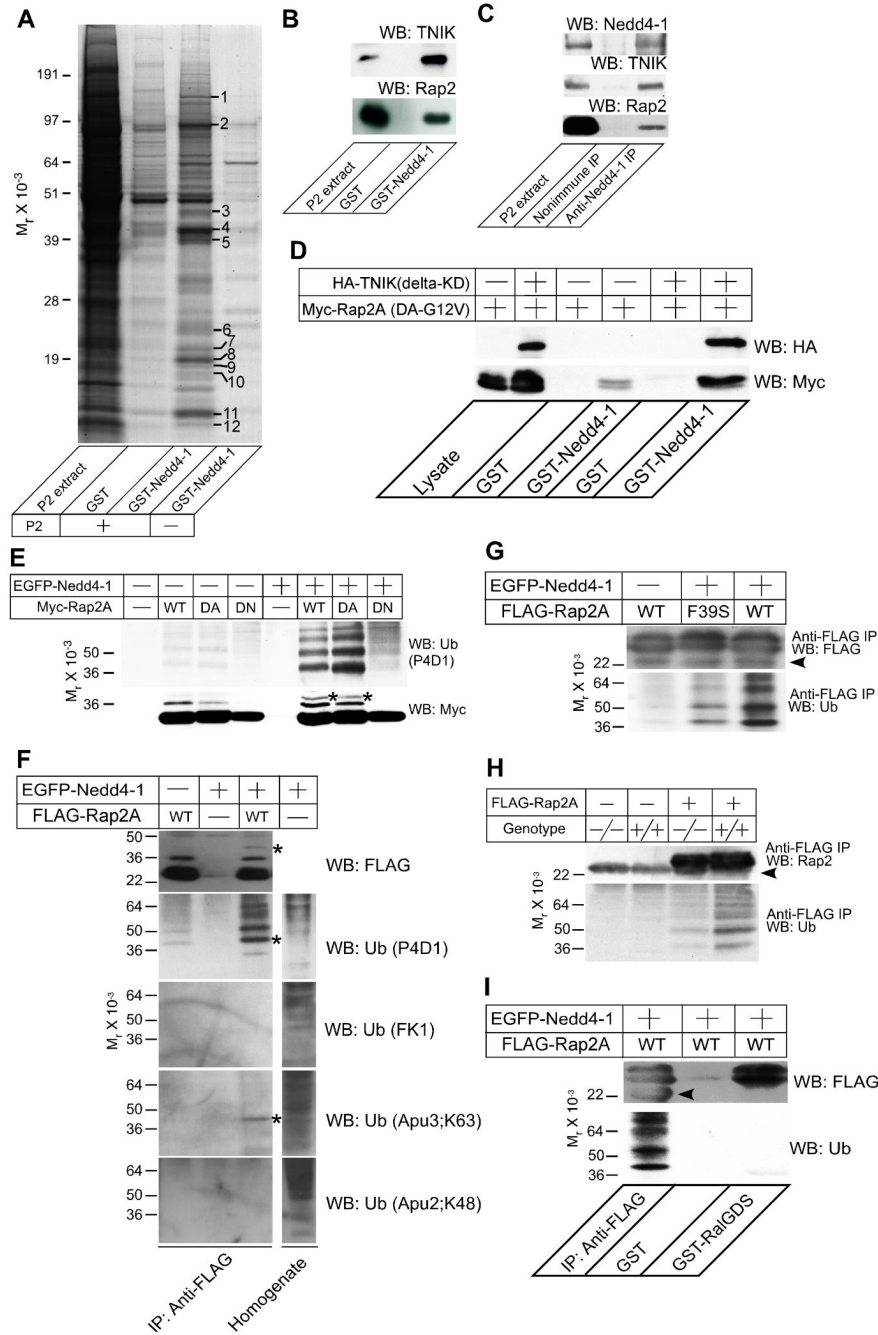 A
191
97
64
51
39
28
19
Mr X 10-3
1
2
3
4
5
6
7
8
9
10
11
12
P2 extract
GST
GST-Nedd4-1
GST-Nedd4-1
P2 + —
B
WB: TNIK
WB: Rap2
P2 extract
GST
GST-Nedd4-1
C
WB: Nedd4-1
WB: TNIK
WB: Rap2
P2 extract
Nonimmune IP
Anti-Nedd4-1 IP
D
HA-TNIK(delta-KD) — + — — + +
Myc-Rap2A (DA-G12V) + + + + + +
WB: HA
WB: Myc
Lysate
GST
GST-Nedd4-1
GST
GST-Nedd4-1
E
EGFP-Nedd4-1 — — — — + + + +
Myc-Rap2A — WT DA DN — WT DA DN
Mr X 10-3
50
36
WB: Ub
(P4D1)
36
* *
WB: Myc
F
EGFP-Nedd4-1 — + + +
FLAG-Rap2A WT — WT —
50
36
22
*
WB: FLAG
64
50
36
*
WB: Ub (P4D1)
Mr X 10-3
64
50
36
WB: Ub (FK1)
64
50
36
*
WB: Ub (Apu3;K63)
64
50
36
WB: Ub (Apu2;K48)
IP: Anti-FLAG
Homogenate
G
EGFP-Nedd4-1 — + +
FLAG-Rap2A WT F39S WT
Mr X 10-3
22
Anti-FLAG IP
WB: FLAG
64
50
36
Anti-FLAG IP
WB: Ub
H
FLAG-Rap2A — — + +
Genotype —/— +/+ —/— +/+
Mr X 10-3
22
Anti-FLAG IP
WB: Rap2
64
50
36
Anti-FLAG IP
WB: Ub
I
EGFP-Nedd4-1 + + +
FLAG-Rap2A WT WT WT
Mr X 10-3
22
WB: FLAG
64
50
36
WB: Ub
IP: Anti-FLAG
GST
GST-RalGDS